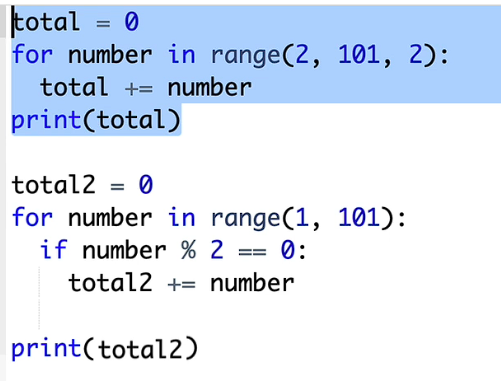 total = 0
for number in range(2, 101, 2):
  total += number
print(total)

total2 = 0
for number in range(1, 101):
  if number % 2 == 0:
    total2 += number

print(total2)